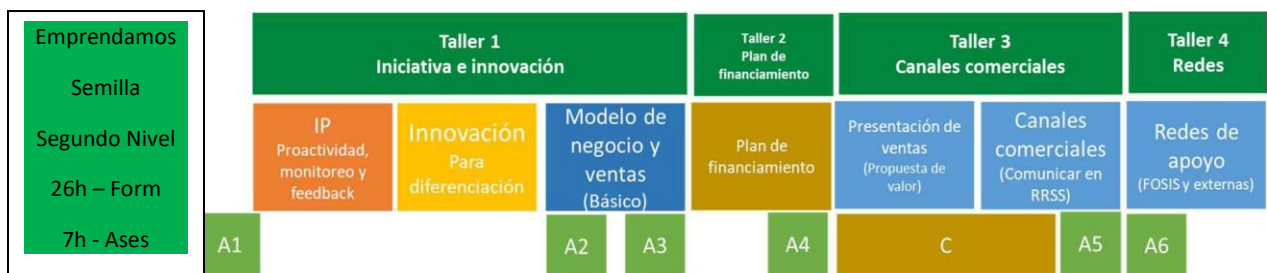 Emprendamos
Semilla
Segundo Nivel
26h – Form
7h - Ases
Taller 1
Iniciativa e innovación
Taller 2
Plan de
financiamiento
Taller 3
Canales comerciales
Taller 4
Redes
IP
Proactividad,
monitoreo y
feedback
Innovación
Para
diferenciación
Modelo de
negocio y
ventas
(Básico)
Plan de
financiamiento
Presentación de
ventas
(Propuesta de
valor)
Canales
comerciales
(Comunicar en
RRSS)
Redes de
apoyo
(FOSIS y externas)
A1
A2
A3
A4
C
A5
A6